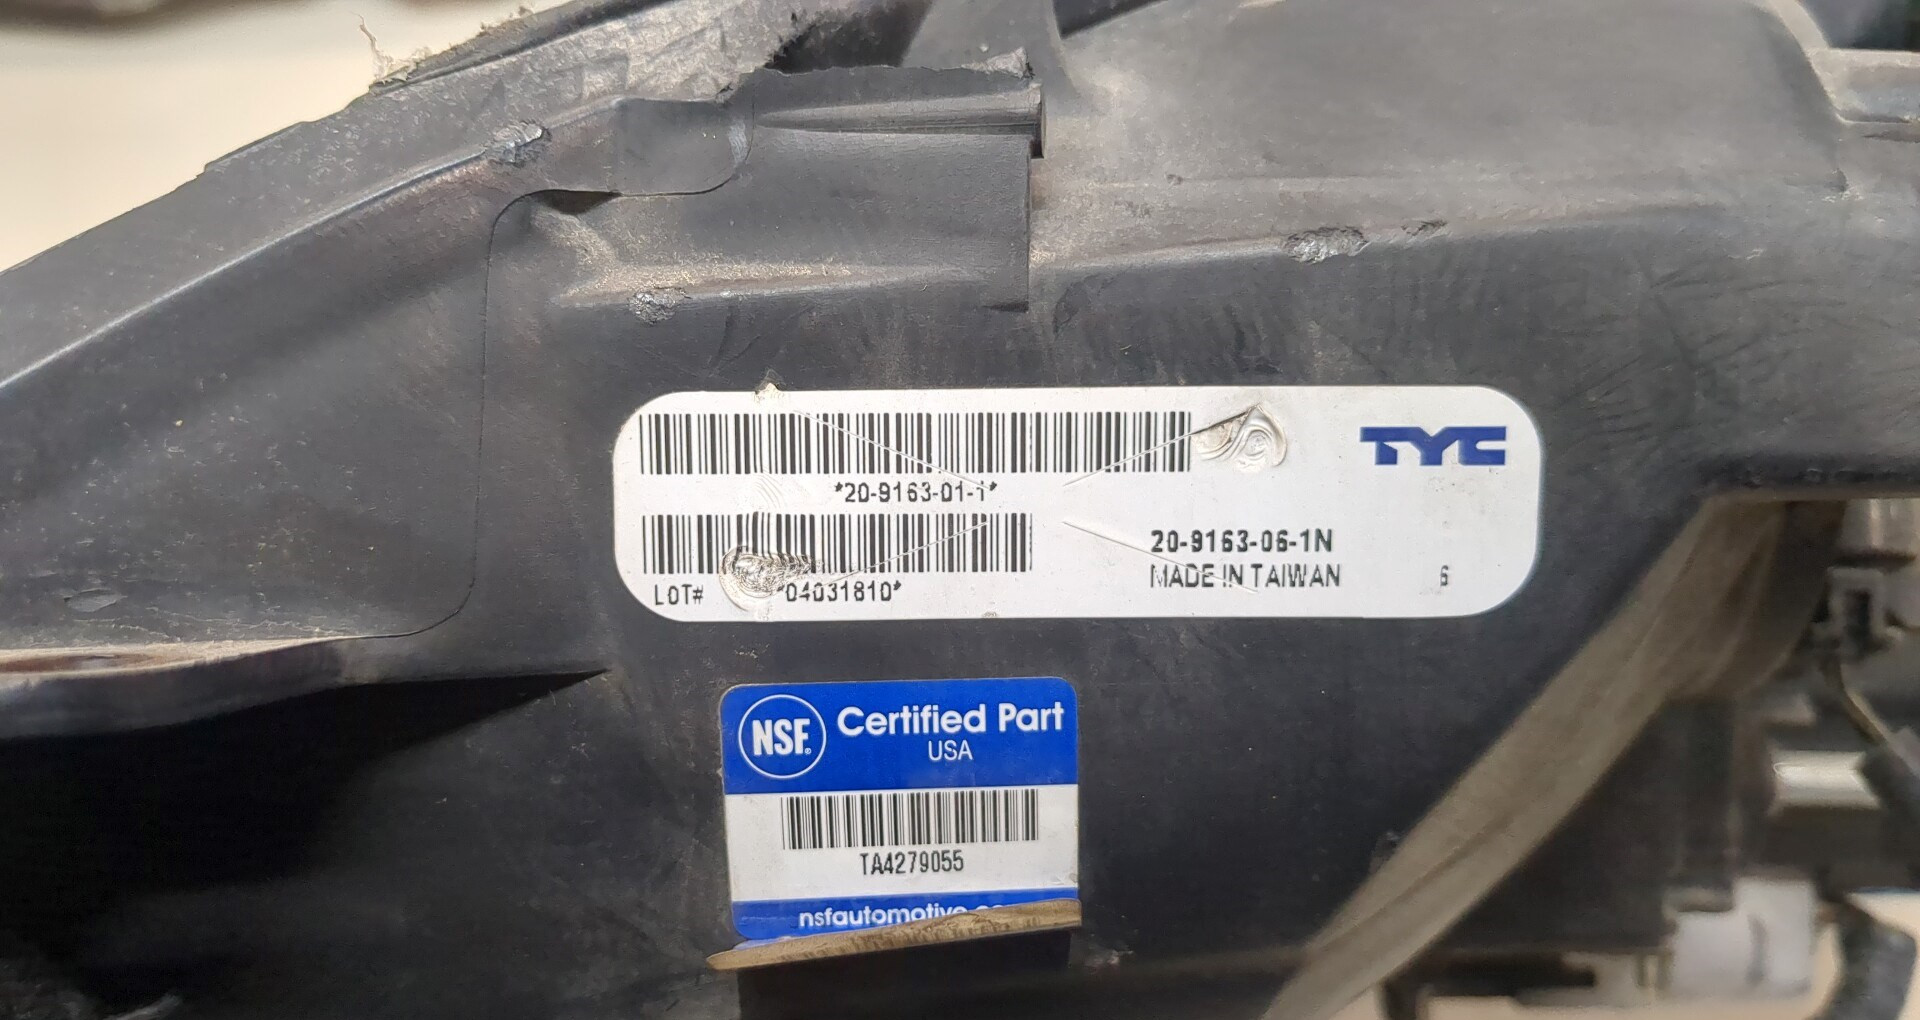 TYC
*20-9163-01-1*
20-9163-06-1N
LOT# *04031810*
MADE IN TAIWAN 6
NSF Certified Part
USA
TA4279055
nsfautomotive